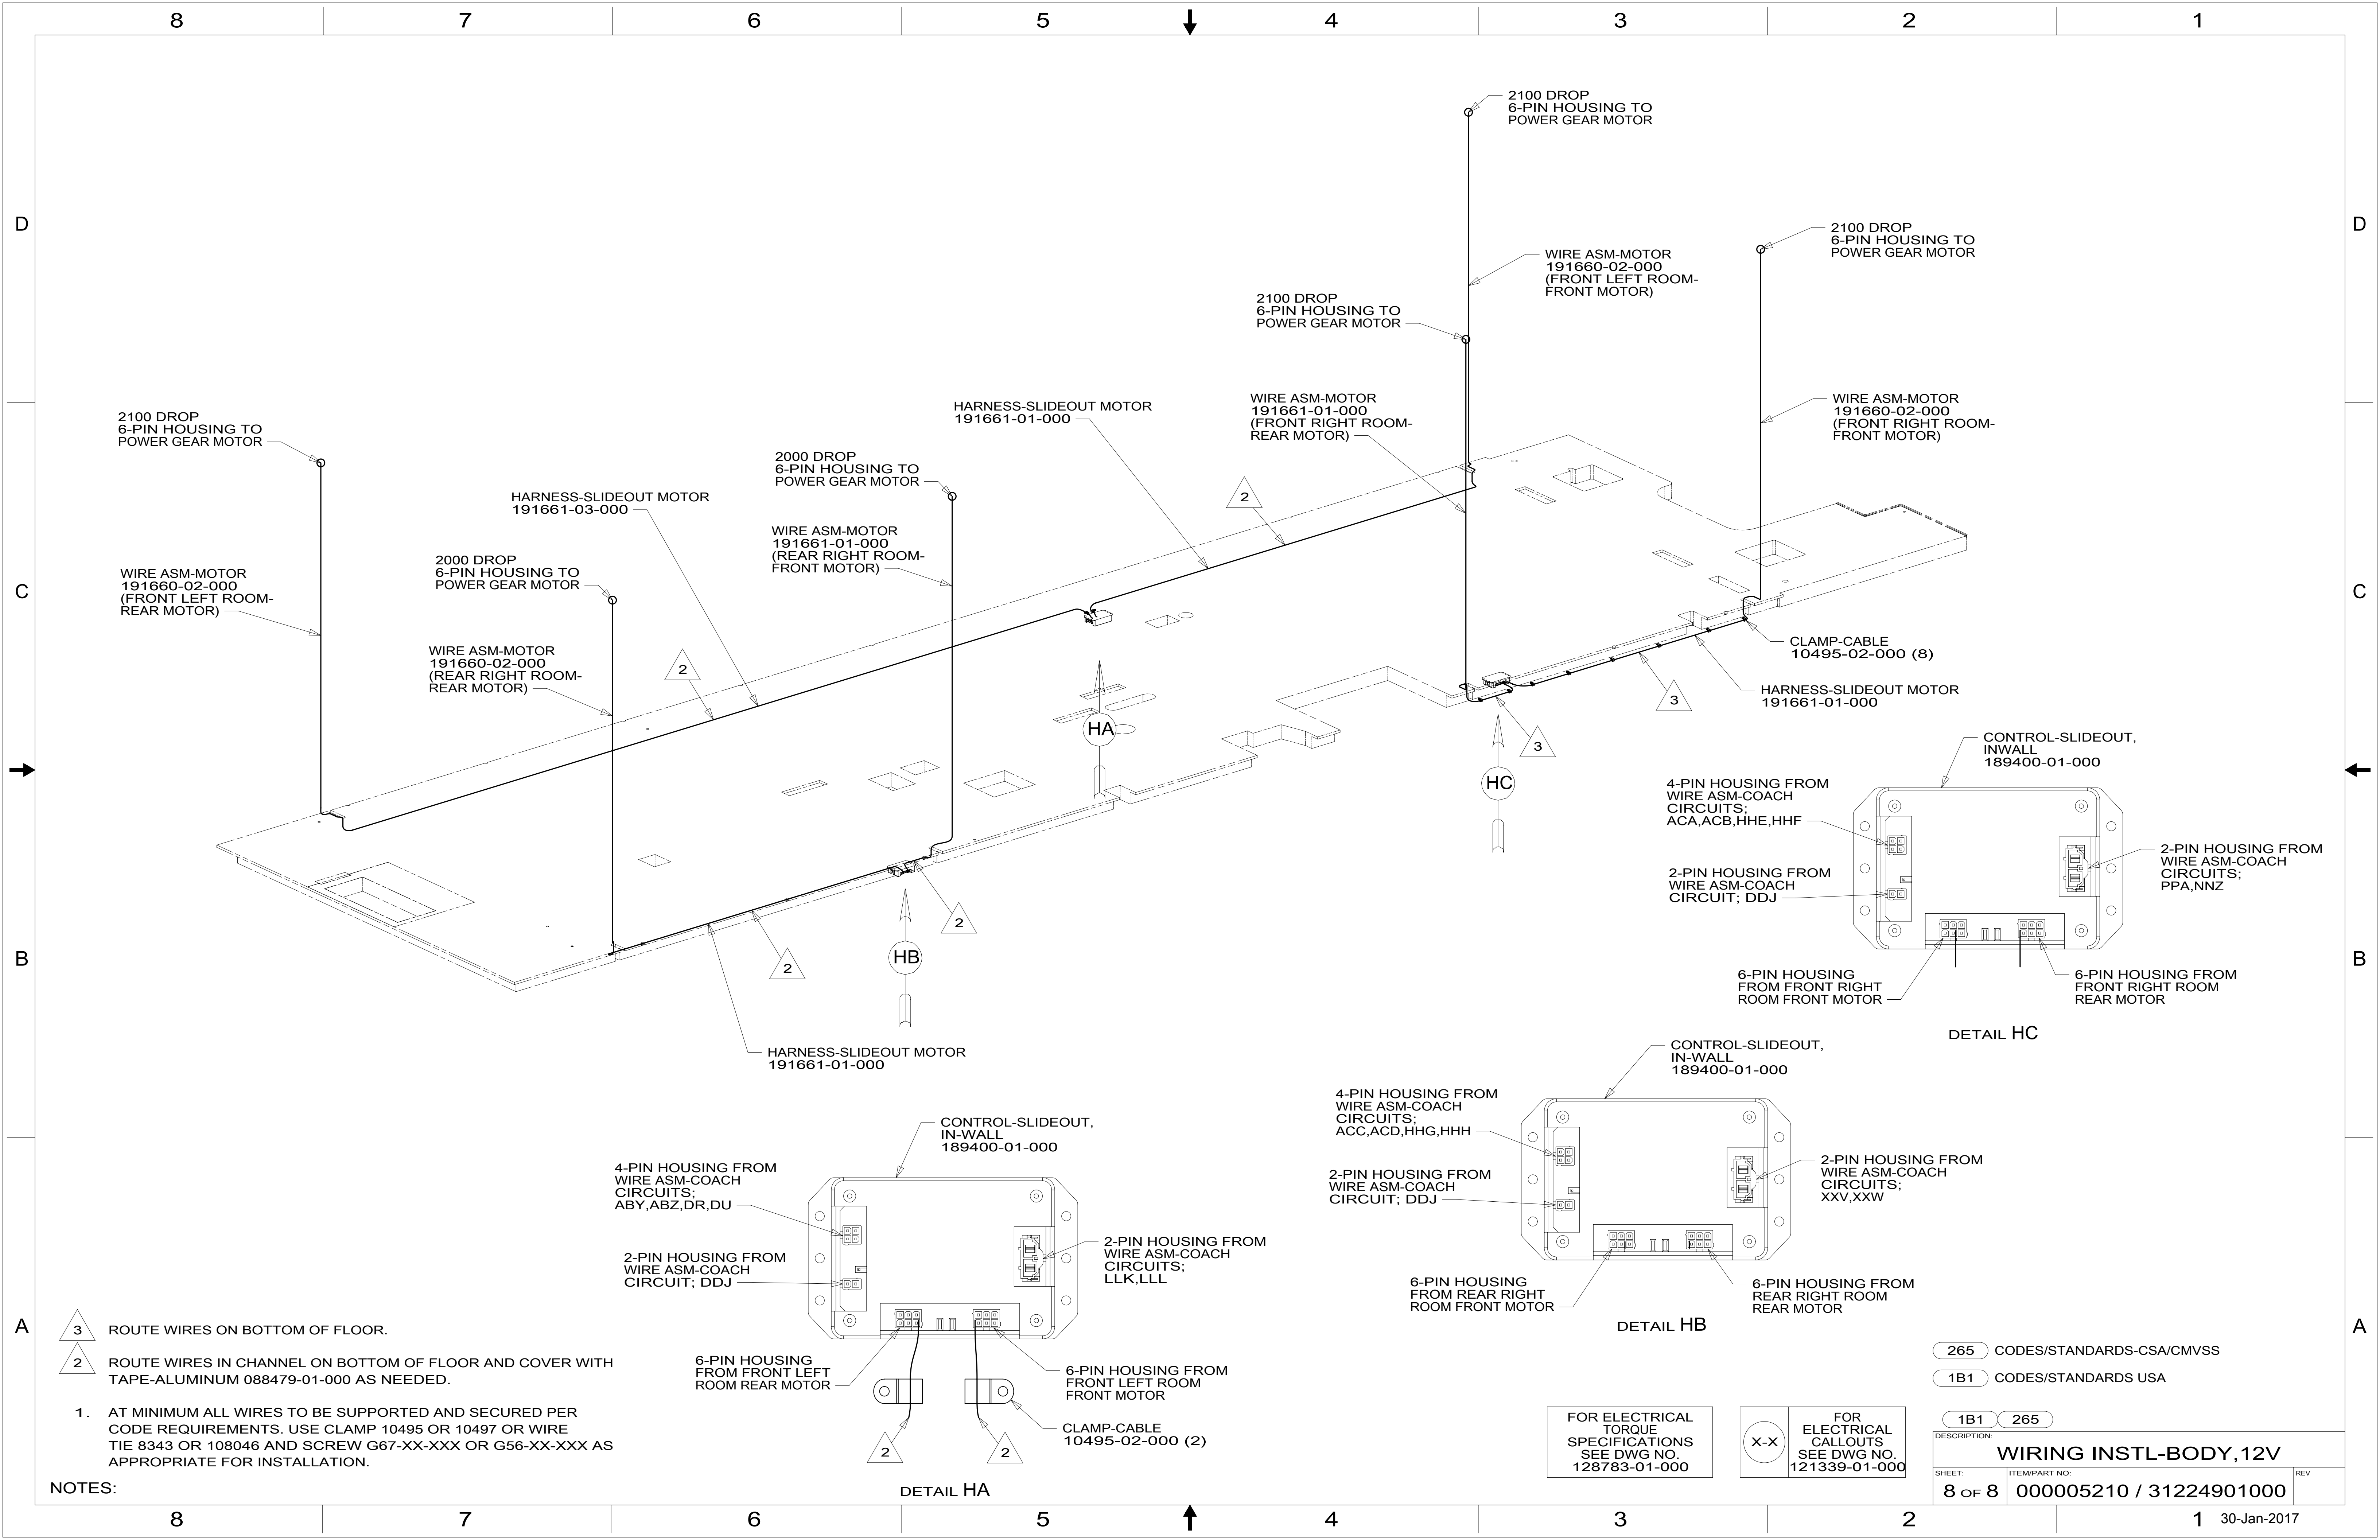 8 7 6 5 4 3 2 1
D
D
C
C
B
B
A
A
2100 DROP
6-PIN HOUSING TO
POWER GEAR MOTOR
2100 DROP
6-PIN HOUSING TO
POWER GEAR MOTOR
WIRE ASM-MOTOR
191660-02-000
(FRONT LEFT ROOM-
FRONT MOTOR)
2100 DROP
6-PIN HOUSING TO
POWER GEAR MOTOR
WIRE ASM-MOTOR
191661-01-000
(FRONT RIGHT ROOM-
REAR MOTOR)
WIRE ASM-MOTOR
191660-02-000
(FRONT RIGHT ROOM-
FRONT MOTOR)
HARNESS-SLIDEOUT MOTOR
191661-01-000
2100 DROP
6-PIN HOUSING TO
POWER GEAR MOTOR
2000 DROP
6-PIN HOUSING TO
POWER GEAR MOTOR
HARNESS-SLIDEOUT MOTOR
191661-03-000
2
WIRE ASM-MOTOR
191661-01-000
(REAR RIGHT ROOM-
FRONT MOTOR)
2000 DROP
6-PIN HOUSING TO
POWER GEAR MOTOR
WIRE ASM-MOTOR
191660-02-000
(FRONT LEFT ROOM-
REAR MOTOR)
WIRE ASM-MOTOR
191660-02-000
(REAR RIGHT ROOM-
REAR MOTOR)
2
CLAMP-CABLE
10495-02-000 (8)
HARNESS-SLIDEOUT MOTOR
191661-01-000
3
3
HA
HC
HB
2
2
HARNESS-SLIDEOUT MOTOR
191661-01-000
CONTROL-SLIDEOUT,
INWALL
189400-01-000
4-PIN HOUSING FROM
WIRE ASM-COACH
CIRCUITS;
ACA,ACB,HHE,HHF
2-PIN HOUSING FROM
WIRE ASM-COACH
CIRCUIT; DDJ
2-PIN HOUSING FROM
WIRE ASM-COACH
CIRCUITS;
PPA,NNZ
6-PIN HOUSING
FROM FRONT RIGHT
ROOM FRONT MOTOR
6-PIN HOUSING FROM
FRONT RIGHT ROOM
REAR MOTOR
DETAIL HC
CONTROL-SLIDEOUT,
IN-WALL
189400-01-000
4-PIN HOUSING FROM
WIRE ASM-COACH
CIRCUITS;
ACC,ACD,HHG,HHH
2-PIN HOUSING FROM
WIRE ASM-COACH
CIRCUIT; DDJ
2-PIN HOUSING FROM
WIRE ASM-COACH
CIRCUITS;
XXV,XXW
6-PIN HOUSING
FROM REAR RIGHT
ROOM FRONT MOTOR
6-PIN HOUSING FROM
REAR RIGHT ROOM
REAR MOTOR
DETAIL HB
CONTROL-SLIDEOUT,
IN-WALL
189400-01-000
4-PIN HOUSING FROM
WIRE ASM-COACH
CIRCUITS;
ABY,ABZ,DR,DU
2-PIN HOUSING FROM
WIRE ASM-COACH
CIRCUIT; DDJ
2-PIN HOUSING FROM
WIRE ASM-COACH
CIRCUITS;
LLK,LLL
6-PIN HOUSING
FROM FRONT LEFT
ROOM REAR MOTOR
6-PIN HOUSING FROM
FRONT LEFT ROOM
FRONT MOTOR
CLAMP-CABLE
10495-02-000 (2)
2
2
DETAIL HA
3 ROUTE WIRES ON BOTTOM OF FLOOR.
2 ROUTE WIRES IN CHANNEL ON BOTTOM OF FLOOR AND COVER WITH
TAPE-ALUMINUM 088479-01-000 AS NEEDED.
1. AT MINIMUM ALL WIRES TO BE SUPPORTED AND SECURED PER
CODE REQUIREMENTS. USE CLAMP 10495 OR 10497 OR WIRE
TIE 8343 OR 108046 AND SCREW G67-XX-XXX OR G56-XX-XXX AS
APPROPRIATE FOR INSTALLATION.
NOTES:
FOR ELECTRICAL
TORQUE
SPECIFICATIONS
SEE DWG NO.
128783-01-000
X-X
FOR
ELECTRICAL
CALLOUTS
SEE DWG NO.
121339-01-000
265 CODES/STANDARDS-CSA/CMVSS
1B1 CODES/STANDARDS USA
1B1 265
DESCRIPTION:
WIRING INSTL-BODY,12V
SHEET:
8 OF 8
ITEM/PART NO:
000005210 / 31224901000
REV
8 7 6 5 4 3 2 1
30-Jan-2017